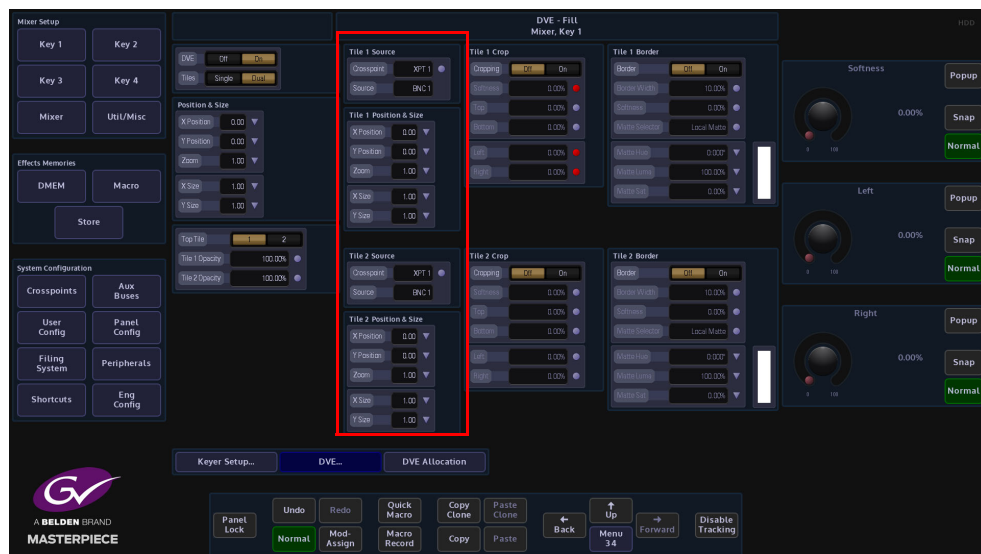 Mixer Setup
DVE - Fill
Mixer, Key 1
HDD
Key 1
Key 2
Key 3
Key 4
Mixer
Util/Misc
Effects Memories
DMEM
Macro
Store
System Configuration
Crosspoints
Aux
Buses
User
Config
Panel
Config
Filing
System
Peripherals
Shortcuts
Eng
Config
DVE
Off
On
Tiles
Single
Dual
Position & Size
X Position
0.00
Y Position
0.00
Zoom
1.00
X Size
1.00
Y Size
1.00
Top Tile
1
2
Tile 1 Opacity
100.00%
Tile 2 Opacity
100.00%
Tile 1 Source
Crosspoint
XPT 1
Source
BNC 1
Tile 1 Position & Size
X Position
0.00
Y Position
0.00
Zoom
1.00
X Size
1.00
Y Size
1.00
Tile 2 Source
Crosspoint
XPT 1
Source
BNC 1
Tile 2 Position & Size
X Position
0.00
Y Position
0.00
Zoom
1.00
X Size
1.00
Y Size
1.00
Tile 1 Crop
Cropping
Off
On
Softness
0.00%
Top
0.00%
Bottom
0.00%
Left
0.00%
Right
0.00%
Tile 2 Crop
Cropping
Off
On
Softness
0.00%
Top
0.00%
Bottom
0.00%
Left
0.00%
Right
0.00%
Tile 1 Border
Border
Off
On
Border Width
10.00%
Softness
0.00%
Matte Selector
Local Matte
Matte Hue
0.000°
Matte Luma
100.00%
Matte Sat
0.00%
Tile 2 Border
Border
Off
On
Border Width
10.00%
Softness
0.00%
Matte Selector
Local Matte
Matte Hue
0.000°
Matte Luma
100.00%
Matte Sat
0.00%
Softness
Popup
0.00%
Snap
Normal
0
100
Left
Popup
0.00%
Snap
Normal
0
100
Right
Popup
0.00%
Snap
Normal
0
100
Keyer Setup...
DVE...
DVE Allocation
GV
A BELDEN BRAND
MASTERPIECE
Panel
Lock
Undo
Redo
Normal
Mod-
Assign
Quick
Macro
Macro
Record
Copy
Clone
Paste
Clone
Copy
Paste
Back
Up
Menu
34
Forward
Disable
Tracking